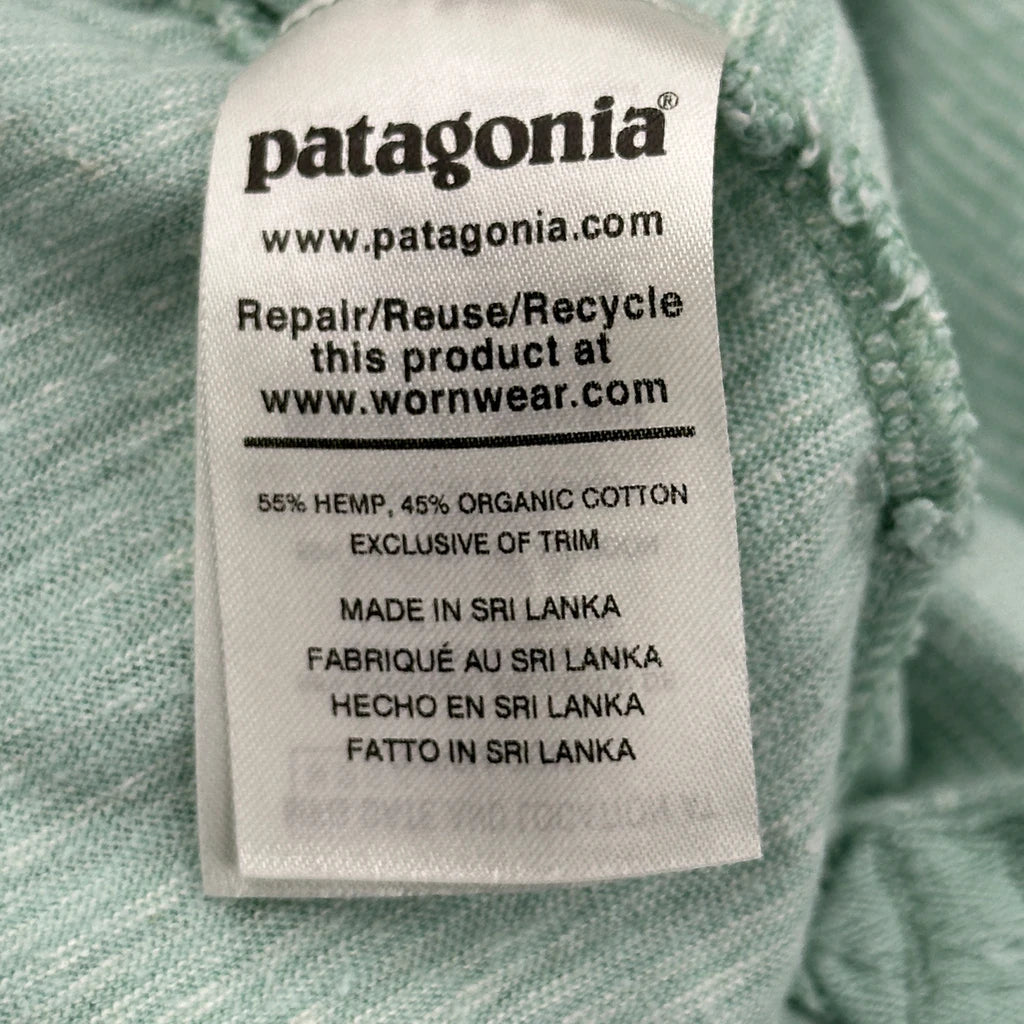 patagonia®
www.patagonia.com
Repair/Reuse/Recycle
this product at
www.wornwear.com
55% HEMP, 45% ORGANIC COTTON
EXCLUSIVE OF TRIM
MADE IN SRI LANKA
FABRIQUÉ AU SRI LANKA
HECHO EN SRI LANKA
FATTO IN SRI LANKA